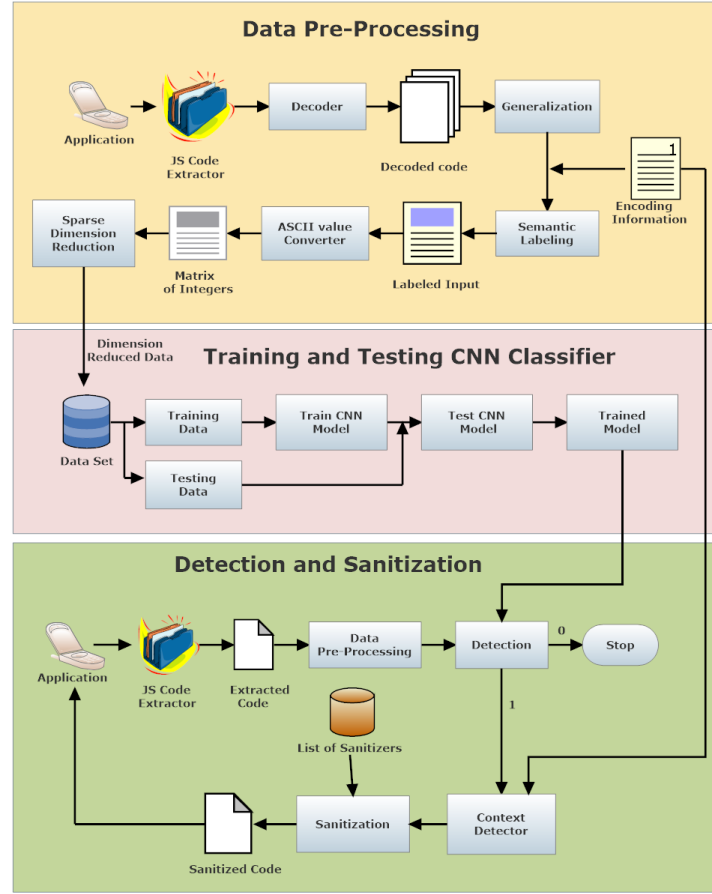 Data Pre-Processing
Application
JS Code
Extractor
Decoder
Decoded code
Generalization
1
Encoding
Information
Sparse
Dimension
Reduction
Matrix
of Integers
ASCII value
Converter
Labeled Input
Semantic
Labeling
Dimension
Reduced Data
Training and Testing CNN Classifier
Data Set
Training
Data
Train CNN
Model
Test CNN
Model
Trained
Model
Testing
Data
Detection and Sanitization
Application
JS Code
Extractor
Extracted
Code
Data
Pre-Processing
Detection
0
Stop
1
List of Sanitizers
Sanitized Code
Sanitization
Context
Detector